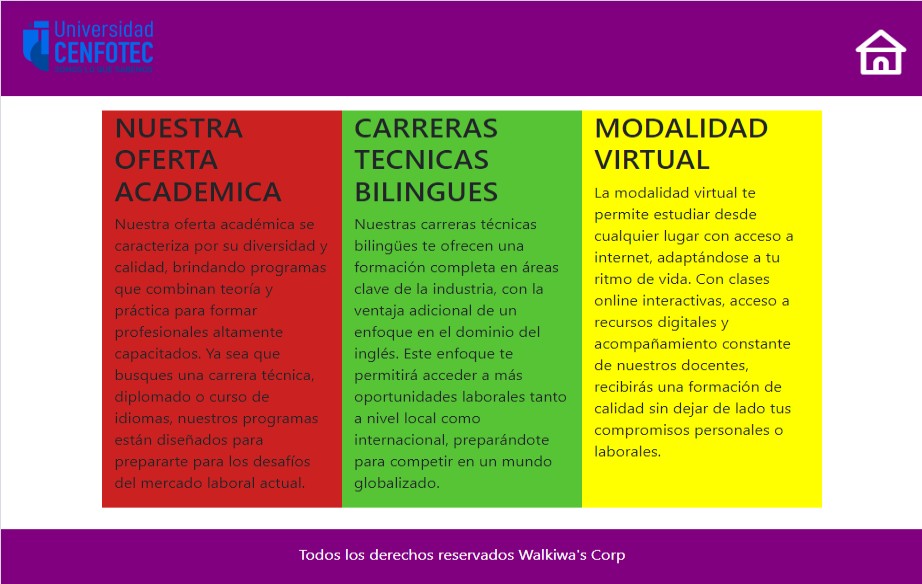 Universidad
CENFOTEC
NUESTRA
OFERTA
ACADEMICA
Nuestra oferta académica se
caracteriza por su diversidad y
calidad, brindando programas
que combinan teoría y
práctica para formar
profesionales altamente
capacitados. Ya sea que
busques una carrera técnica,
diplomado o curso de
idiomas, nuestros programas
están diseñados para
prepararte para los desafíos
del mercado laboral actual.
CARRERAS
TECNICAS
BILINGUES
Nuestras carreras técnicas
bilingües te ofrecen una
formación completa en áreas
clave de la industria, con la
ventaja adicional de un
enfoque en el dominio del
inglés. Este enfoque te
permitirá acceder a más
oportunidades laborales tanto
a nivel local como
internacional, preparándote
para competir en un mundo
globalizado.
MODALIDAD
VIRTUAL
La modalidad virtual te
permite estudiar desde
cualquier lugar con acceso a
internet, adaptándose a tu
ritmo de vida. Con clases
online interactivas, acceso a
recursos digitales y
acompañamiento constante
de nuestros docentes,
recibirás una formación de
calidad sin dejar de lado tus
compromisos personales o
laborales.
Todos los derechos reservados Walkiwa's Corp